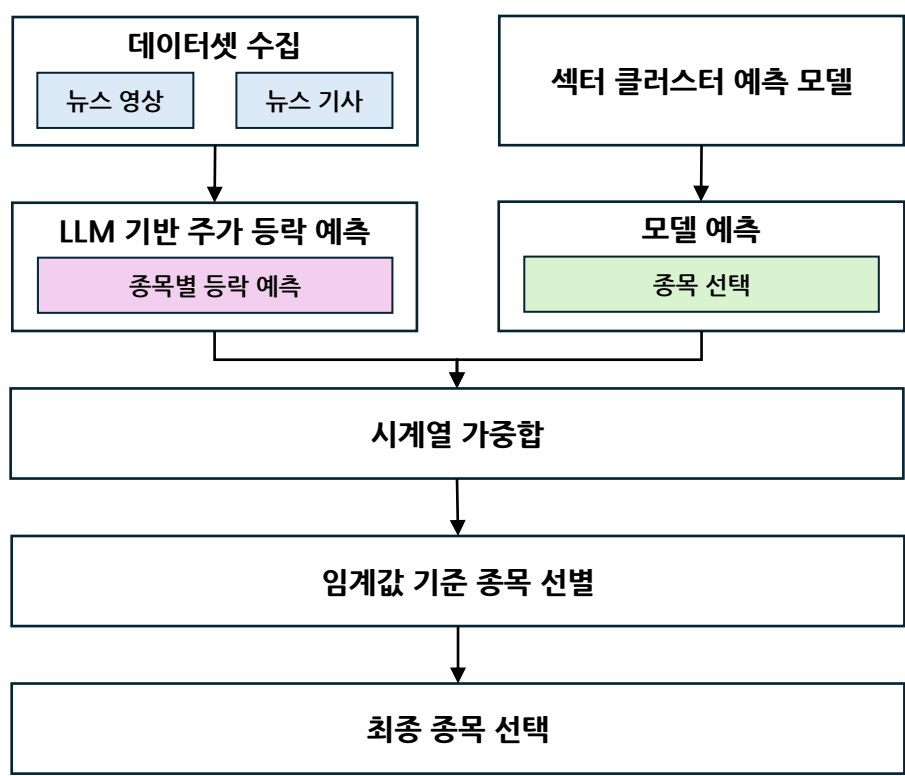 데이터셋 수집
뉴스 영상
뉴스 기사
섹터 클러스터 예측 모델
LLM 기반 주가 등락 예측
종목별 등락 예측
모델 예측
종목 선택
시계열 가중합
임계값 기준 종목 선별
최종 종목 선택